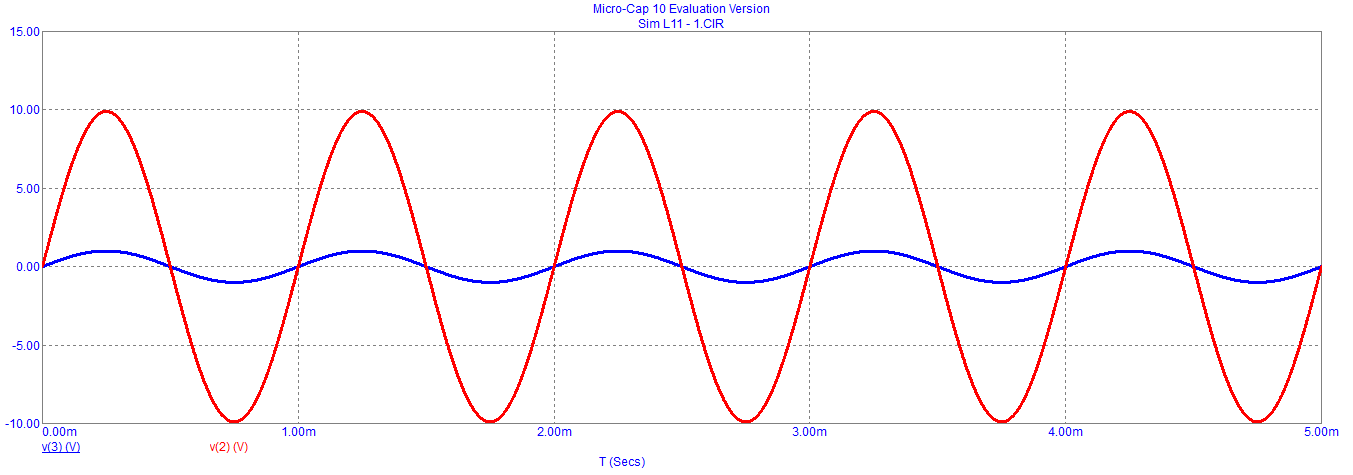 Micro-Cap 10 Evaluation Version
Sim L11 - 1.CIR
15.00
10.00
5.00
0.00
-5.00
-10.00
0.00m 1.00m 2.00m 3.00m 4.00m 5.00m
v(3) (V) v(2) (V)
T (Secs)